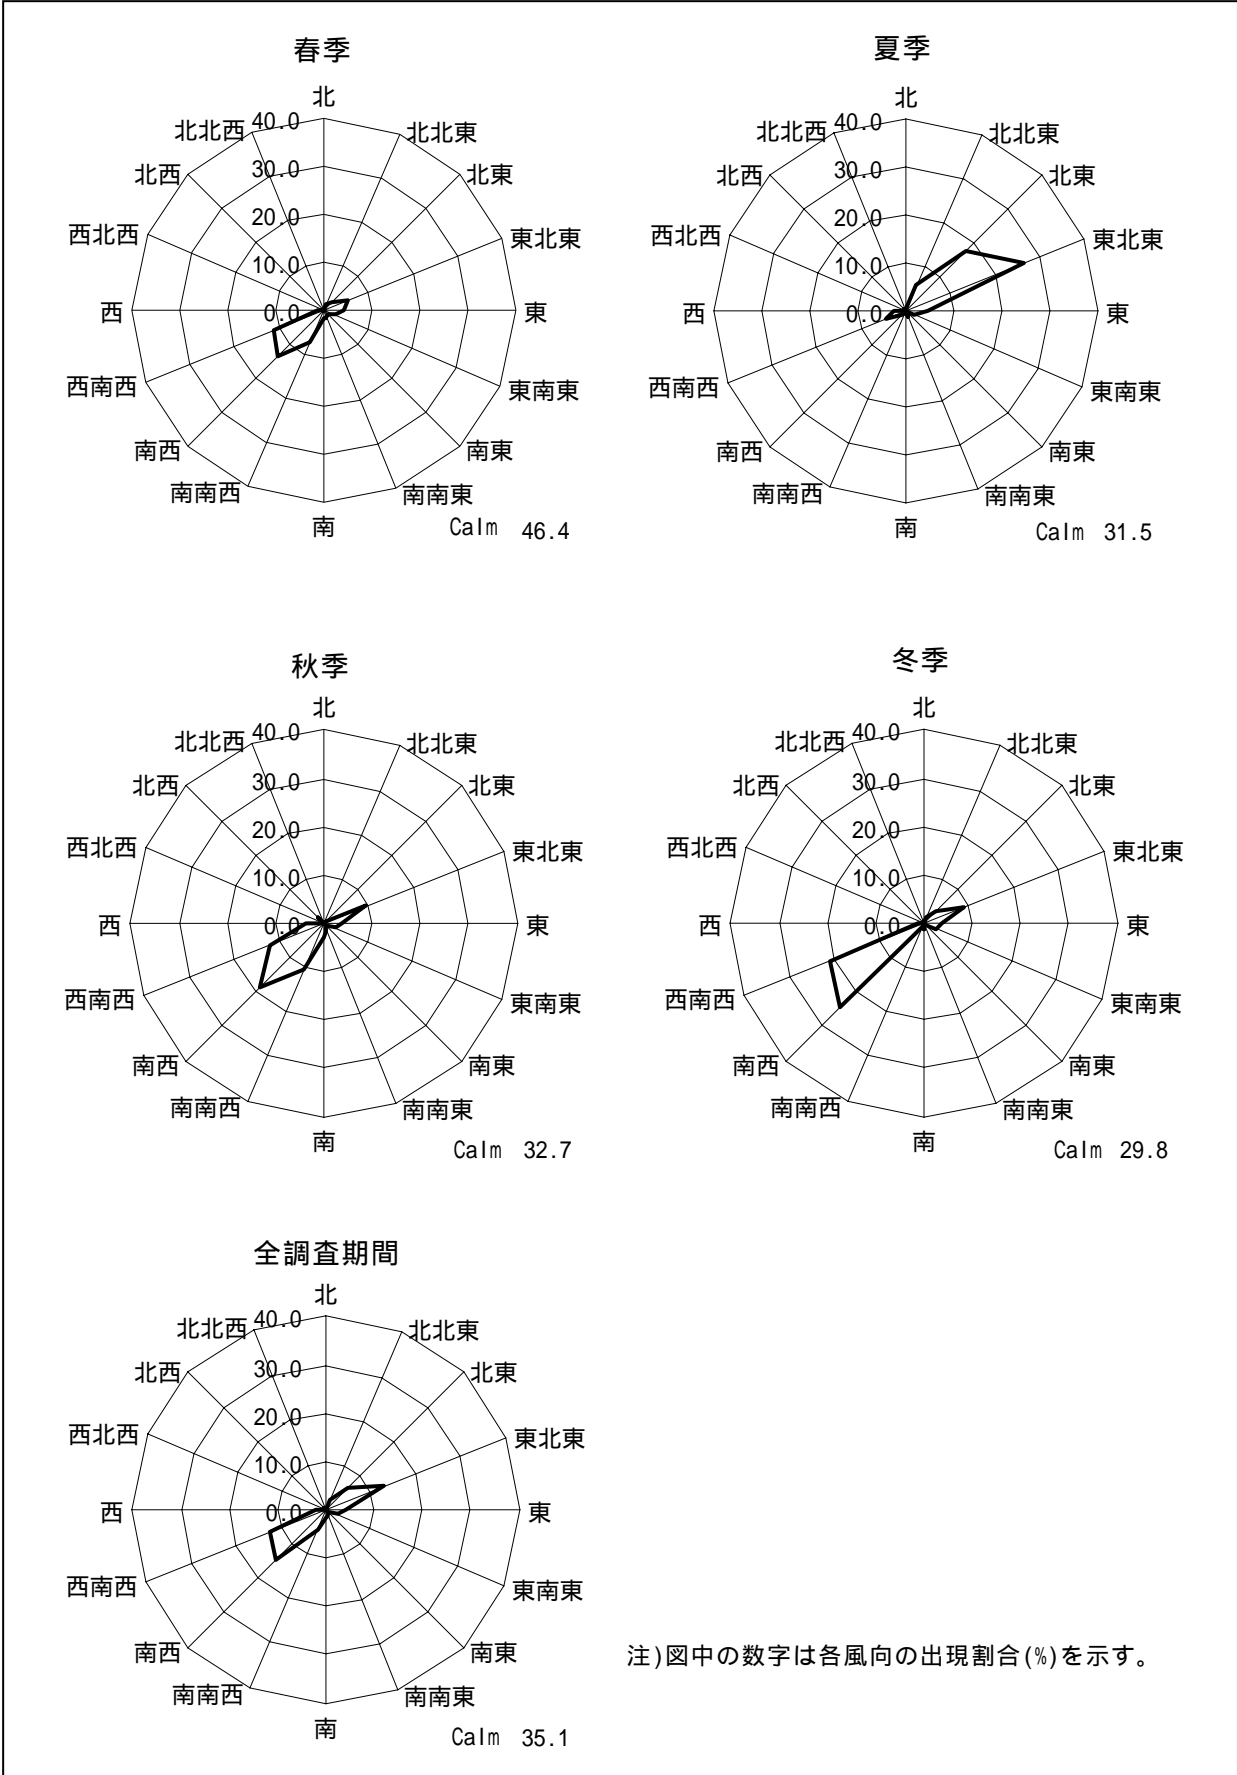 春季
北
北北東
北東
東北東
東
東南東
南東
南南東
南
南南西
南西
西南西
西
西北西
北西
北北西
40.0
30.0
20.0
10.0
0.0
Calm 46.4
夏季
北
北北東
北東
東北東
東
東南東
南東
南南東
南
南南西
南西
西南西
西
西北西
北西
北北西
40.0
30.0
20.0
10.0
0.0
Calm 31.5
秋季
北
北北東
北東
東北東
東
東南東
南東
南南東
南
南南西
南西
西南西
西
西北西
北西
北北西
40.0
30.0
20.0
10.0
0.0
Calm 32.7
冬季
北
北北東
北東
東北東
東
東南東
南東
南南東
南
南南西
南西
西南西
西
西北西
北西
北北西
40.0
30.0
20.0
10.0
0.0
Calm 29.8
全調査期間
北
北北東
北東
東北東
東
東南東
南東
南南東
南
南南西
南西
西南西
西
西北西
北西
北北西
40.0
30.0
20.0
10.0
0.0
Calm 35.1
注)図中の数字は各風向の出現割合(%)を示す。